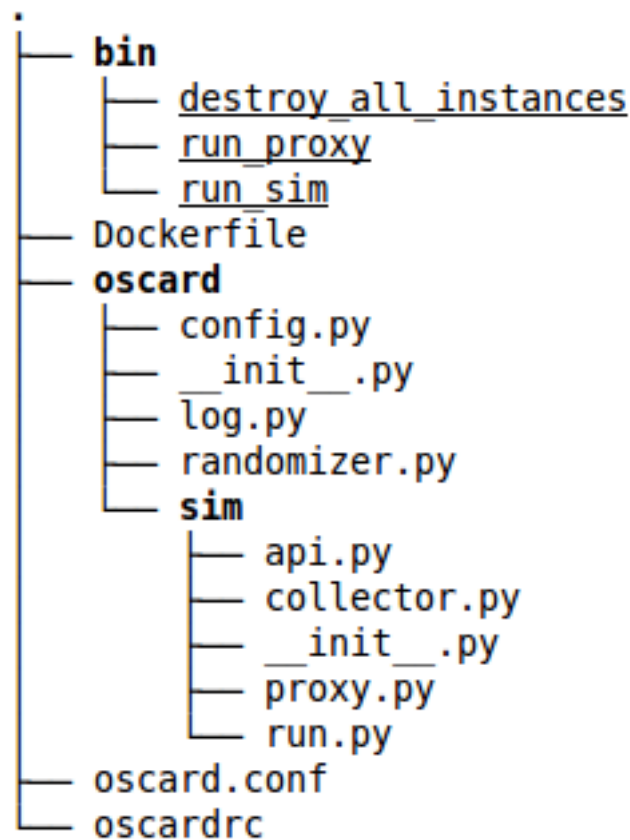 .
├── bin
│   ├── destroy_all_instances
│   ├── run_proxy
│   └── run_sim
├── Dockerfile
├── oscard
│   ├── config.py
│   ├── __init__.py
│   ├── log.py
│   ├── randomizer.py
│   └── sim
│       ├── api.py
│       ├── collector.py
│       ├── __init__.py
│       ├── proxy.py
│       └── run.py
├── oscard.conf
└── oscardrc